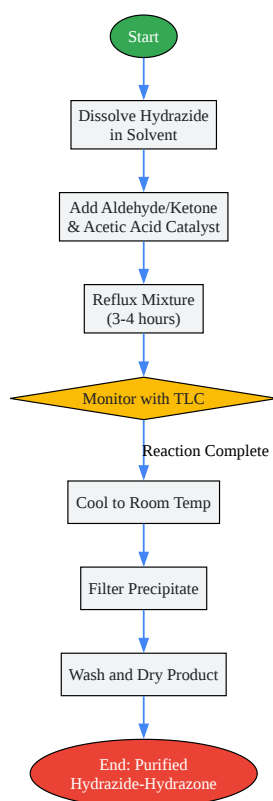 Start
Dissolve Hydrazide
in Solvent
Add Aldehyde/Ketone
& Acetic Acid Catalyst
Reflux Mixture
(3-4 hours)
Monitor with TLC
Reaction Complete
Cool to Room Temp
Filter Precipitate
Wash and Dry Product
End: Purified
Hydrazide-Hydrazone